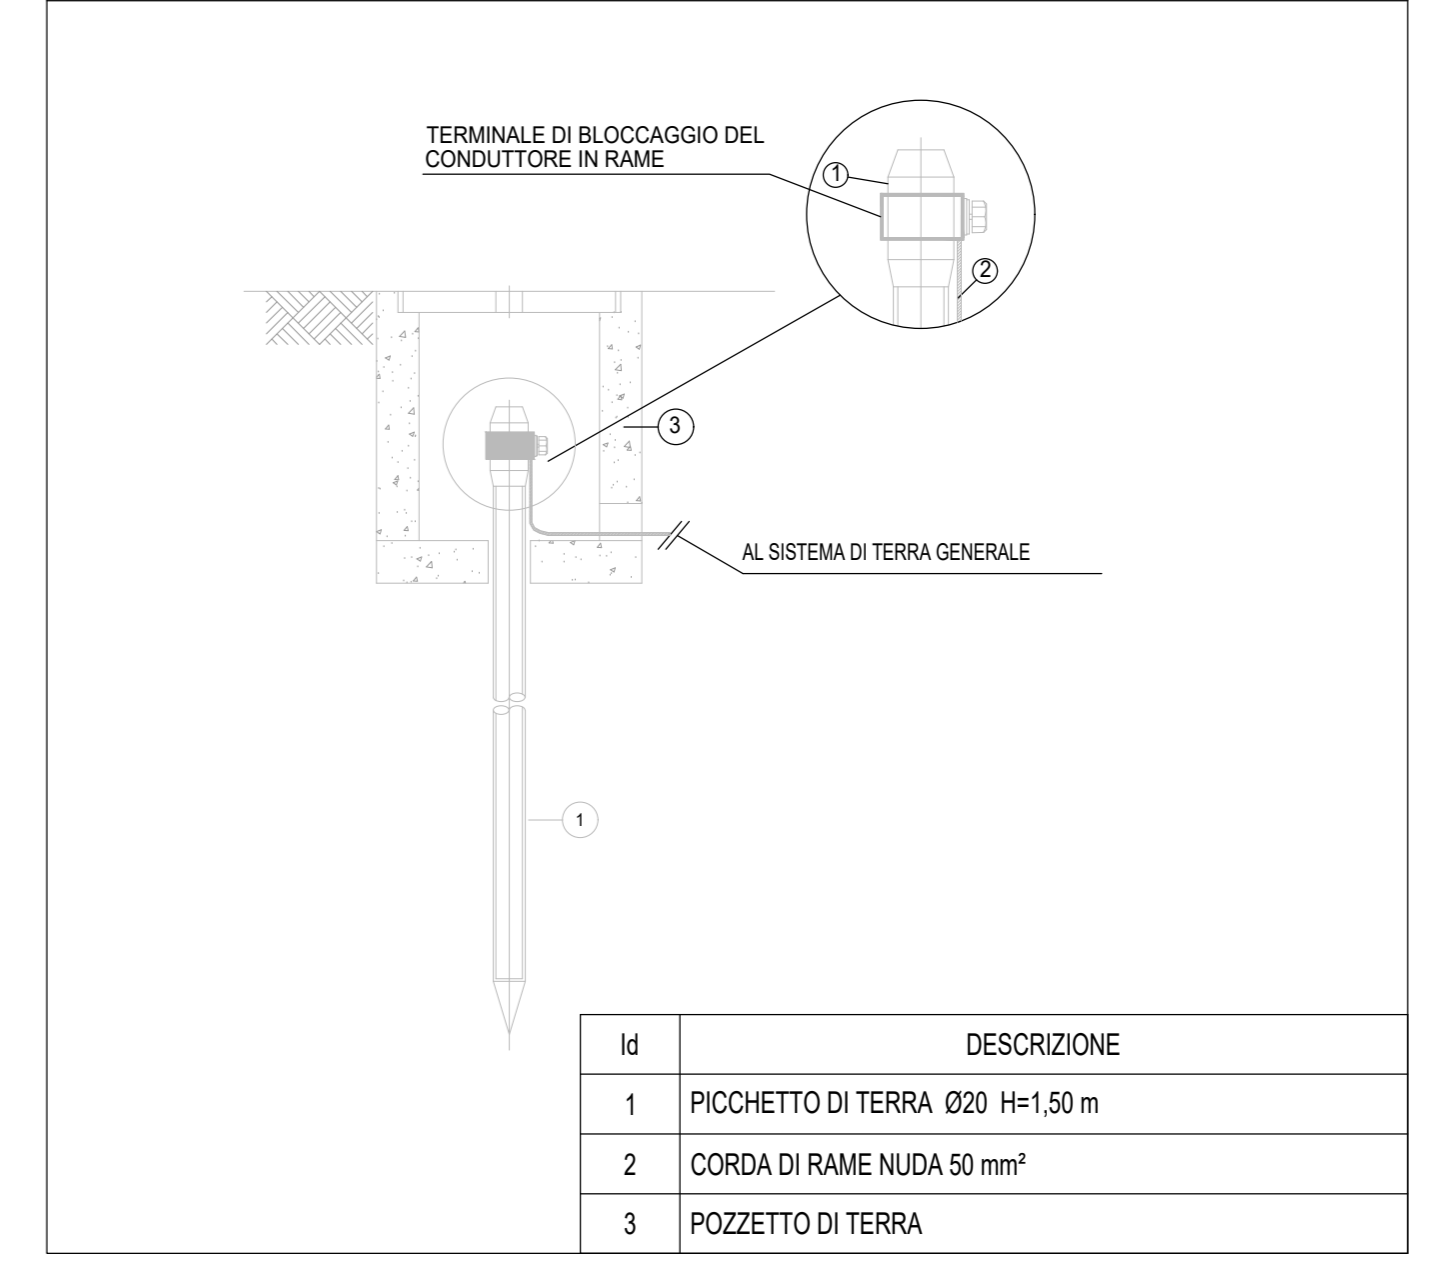 TERMINALE DI BLOCCAGGIO DEL
CONDUTTORE IN RAME
1
2
3
AL SISTEMA DI TERRA GENERALE
1
Id DESCRIZIONE
1 PICCHETTO DI TERRA Ø20 H=1,50 m
2 CORDA DI RAME NUDA 50 mm²
3 POZZETTO DI TERRA